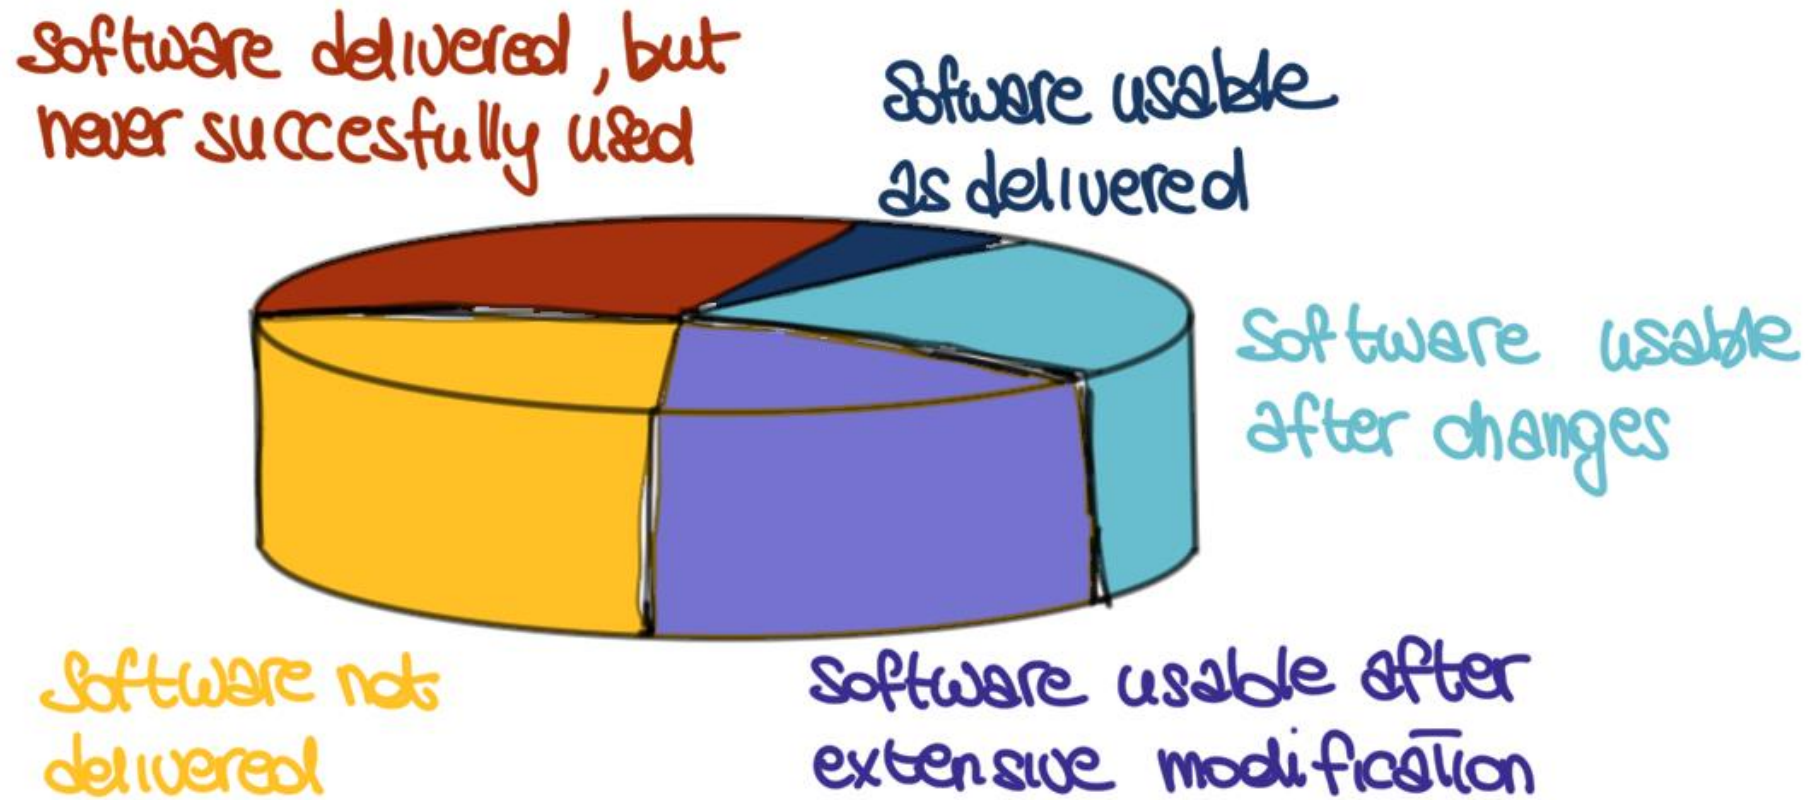 Software delivered, but
never succesfully used
Sofware usable
as delivered
Software usable
after changes
Software not
delivered
Software usable after
extensive modification